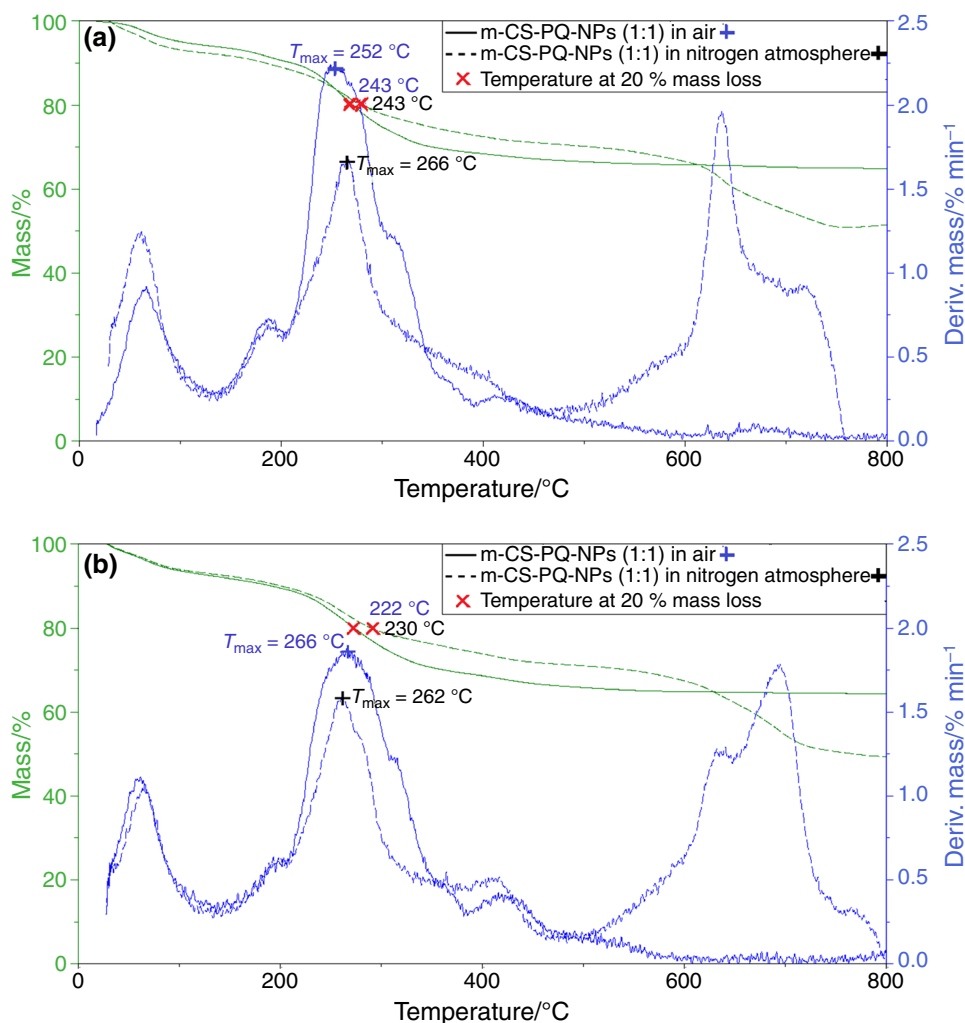 (a)
m-CS-PQ-NPs (1:1) in air
m-CS-PQ-NPs (1:1) in nitrogen atmosphere
Temperature at 20 % mass loss
Tmax = 252 °C
243 °C
243 °C
Tmax = 266 °C
Mass/%
100
80
60
40
20
0
Deriv. mass/% min⁻¹
2.5
2.0
1.5
1.0
0.5
0.0
0 200 400 600 800
Temperature/°C
(b)
m-CS-PQ-NPs (1:1) in air
m-CS-PQ-NPs (1:1) in nitrogen atmosphere
Temperature at 20 % mass loss
222 °C
230 °C
Tmax = 266 °C
Tmax = 262 °C
Mass/%
100
80
60
40
20
0
Deriv. mass/% min⁻¹
2.5
2.0
1.5
1.0
0.5
0.0
0 200 400 600 800
Temperature/°C